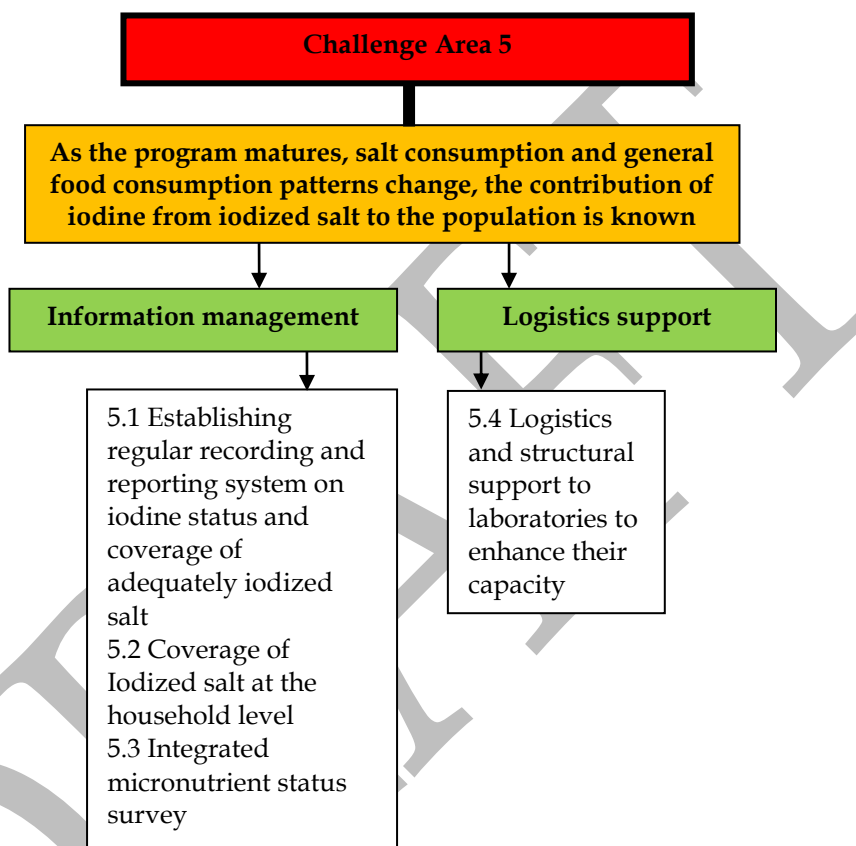 Challenge Area 5
As the program matures, salt consumption and general
food consumption patterns change, the contribution of
iodine from iodized salt to the population is known
Information management
Logistics support
5.1 Establishing
regular recording and
reporting system on
iodine status and
coverage of
adequately iodized
salt
5.2 Coverage of
Iodized salt at the
household level
5.3 Integrated
micronutrient status
survey
5.4 Logistics
and structural
support to
laboratories to
enhance their
capacity
DRAFT